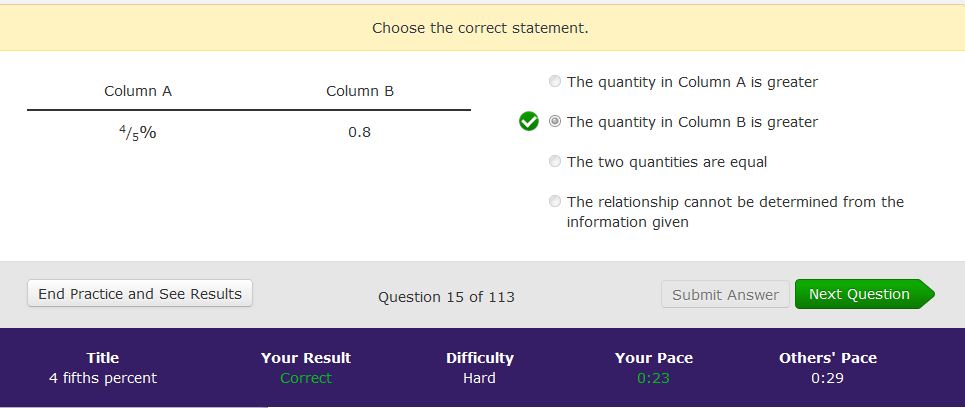 Choose the correct statement.
Column A Column B
4/5% 0.8
The quantity in Column A is greater
The quantity in Column B is greater
The two quantities are equal
The relationship cannot be determined from the
information given
End Practice and See Results Question 15 of 113 Submit Answer Next Question
Title Your Result Difficulty Your Pace Others' Pace
4 fifths percent Correct Hard 0:23 0:29